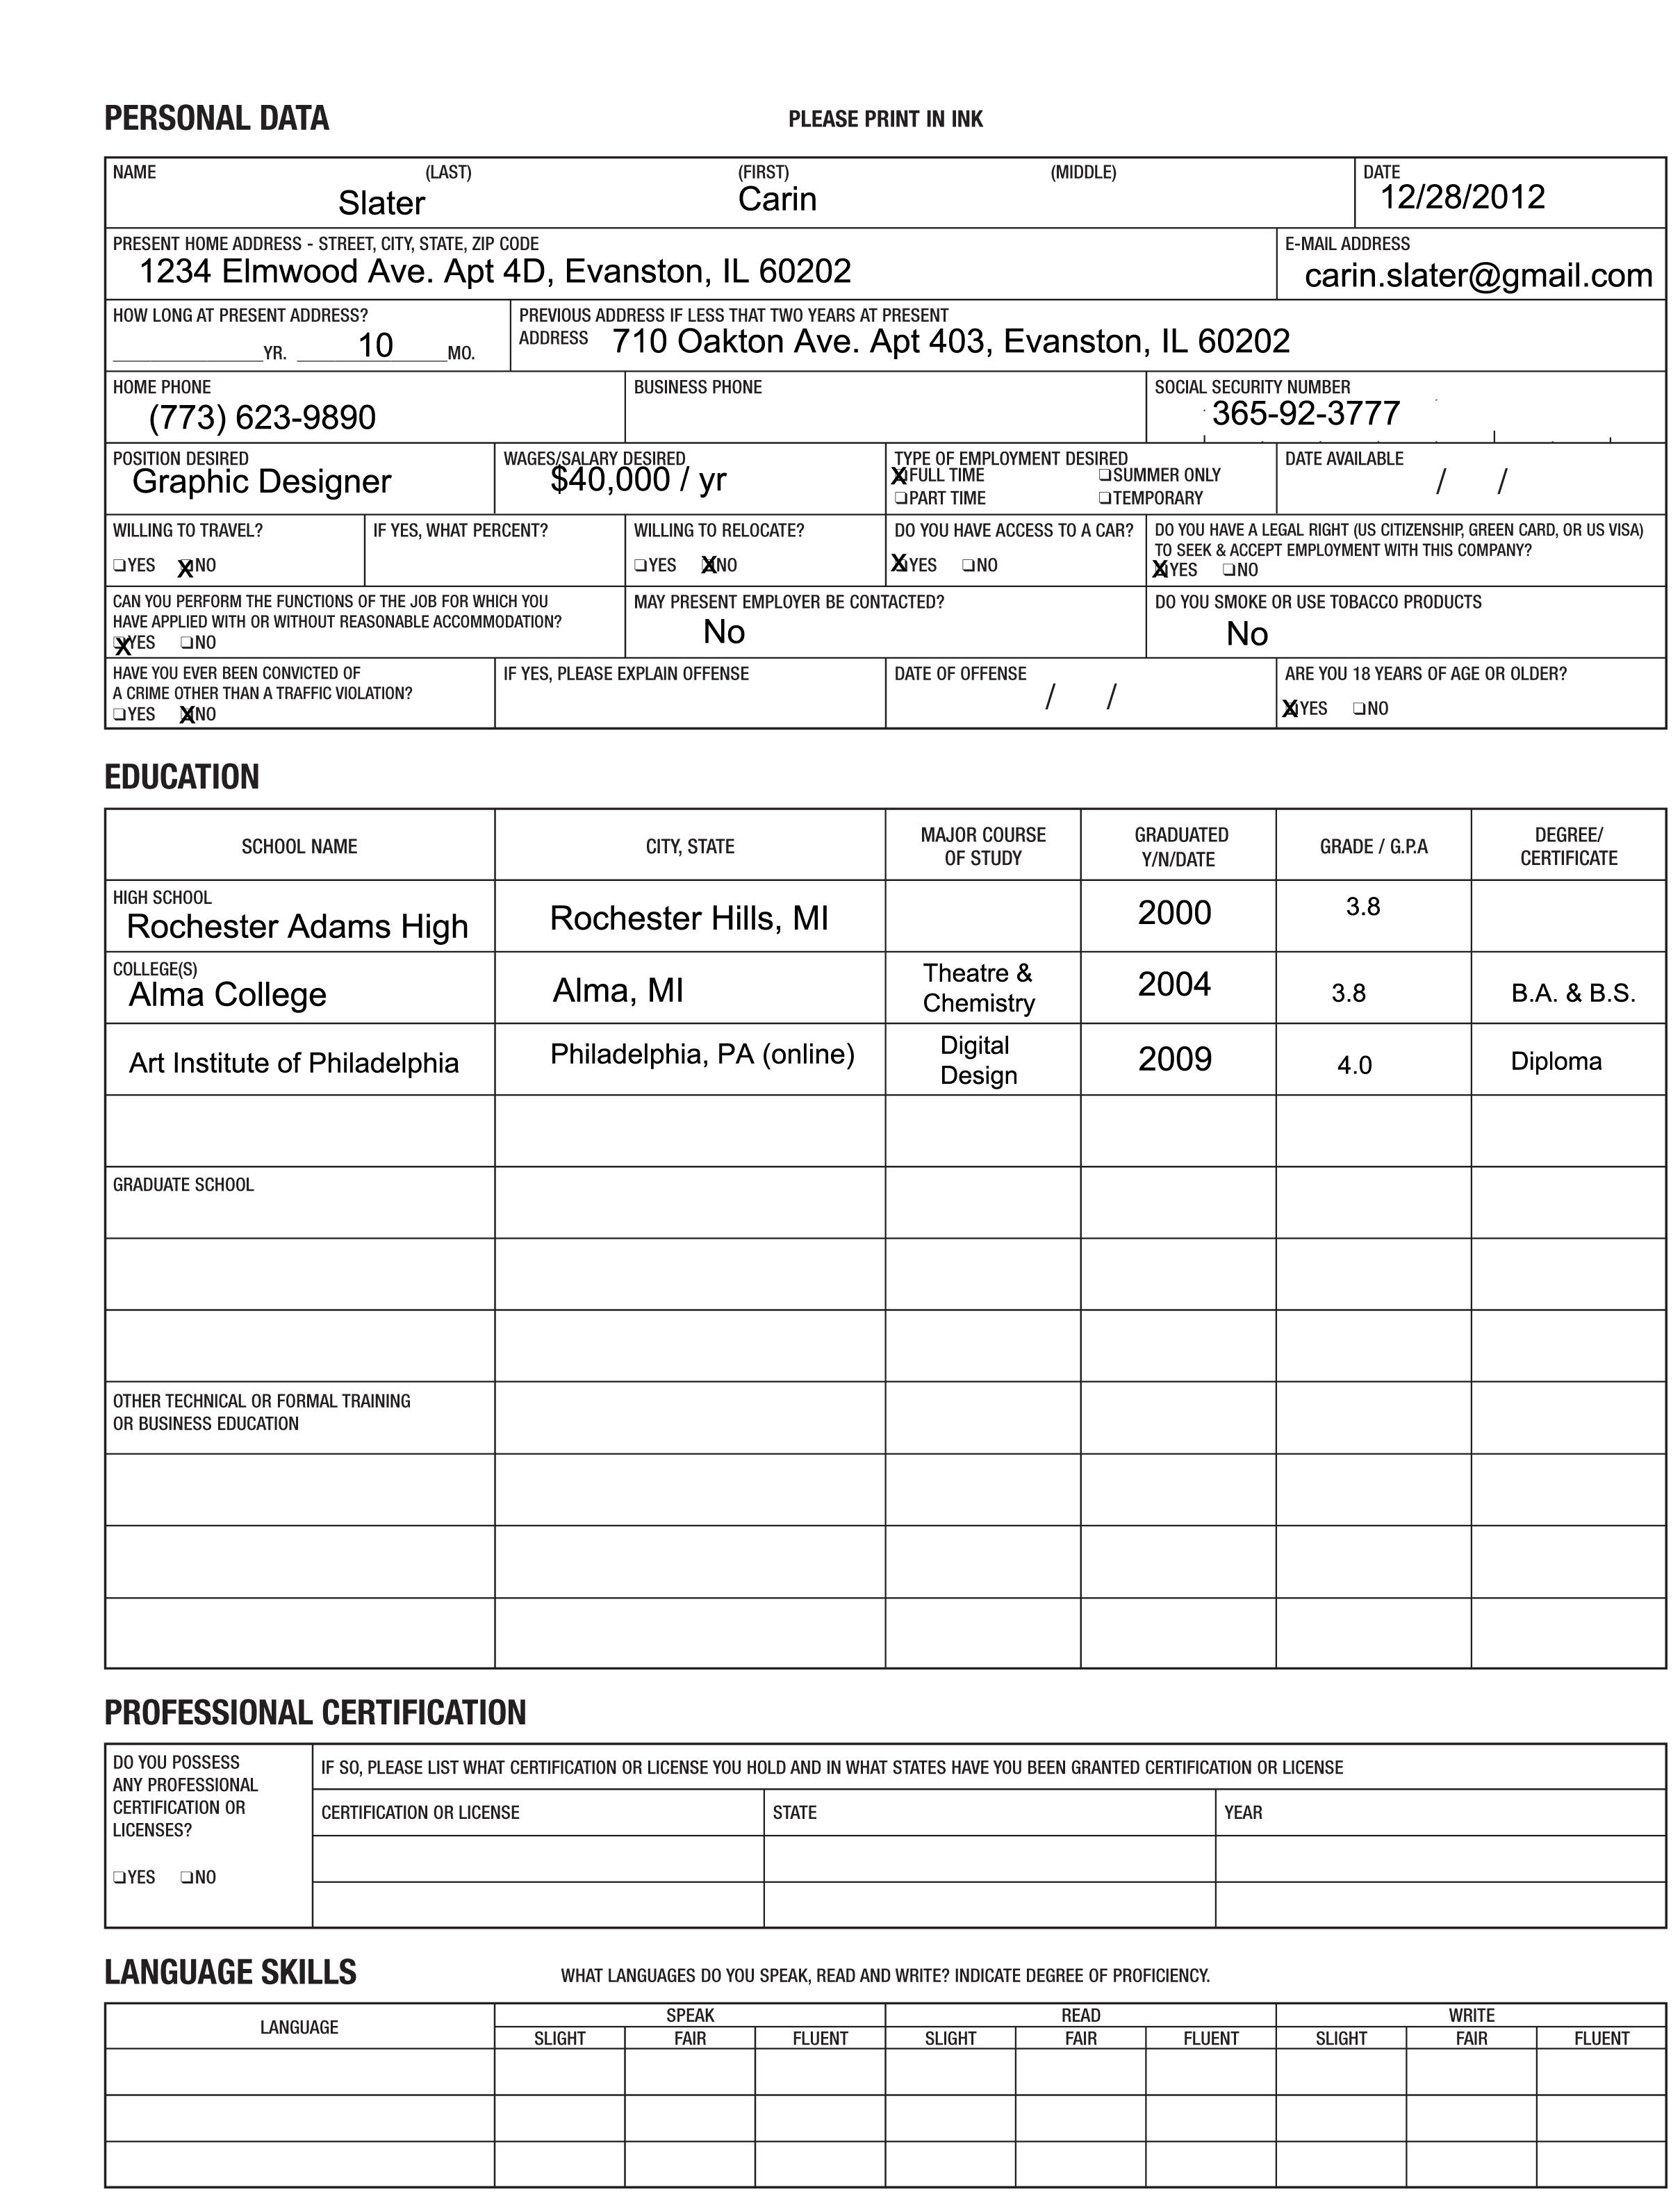 PERSONAL DATA PLEASE PRINT IN INK
NAME (LAST) (FIRST) (MIDDLE) DATE
Slater Carin 12/28/2012
PRESENT HOME ADDRESS - STREET, CITY, STATE, ZIP CODE E-MAIL ADDRESS
1234 Elmwood Ave. Apt 4D, Evanston, IL 60202 carin.slater@gmail.com
HOW LONG AT PRESENT ADDRESS? PREVIOUS ADDRESS IF LESS THAT TWO YEARS AT PRESENT
YR. 10 MO. ADDRESS 710 Oakton Ave. Apt 403, Evanston, IL 60202
HOME PHONE BUSINESS PHONE SOCIAL SECURITY NUMBER
(773) 623-9890 365-92-3777
POSITION DESIRED WAGES/SALARY DESIRED TYPE OF EMPLOYMENT DESIRED DATE AVAILABLE
Graphic Designer $40,000 / yr X FULL TIME ❏SUMMER ONLY / /
❏PART TIME ❏TEMPORARY
WILLING TO TRAVEL? IF YES, WHAT PERCENT? WILLING TO RELOCATE? DO YOU HAVE ACCESS TO A CAR? DO YOU HAVE A LEGAL RIGHT (US CITIZENSHIP, GREEN CARD, OR US VISA)
TO SEEK & ACCEPT EMPLOYMENT WITH THIS COMPANY?
❏YES X NO ❏YES X NO X YES ❏NO X YES ❏NO
CAN YOU PERFORM THE FUNCTIONS OF THE JOB FOR WHICH YOU MAY PRESENT EMPLOYER BE CONTACTED? DO YOU SMOKE OR USE TOBACCO PRODUCTS
HAVE APPLIED WITH OR WITHOUT REASONABLE ACCOMMODATION? No No
X YES ❏NO
HAVE YOU EVER BEEN CONVICTED OF IF YES, PLEASE EXPLAIN OFFENSE DATE OF OFFENSE ARE YOU 18 YEARS OF AGE OR OLDER?
A CRIME OTHER THAN A TRAFFIC VIOLATION? / /
❏YES X NO X YES ❏NO
EDUCATION
SCHOOL NAME CITY, STATE MAJOR COURSE OF STUDY GRADUATED Y/N/DATE GRADE / G.P.A DEGREE/ CERTIFICATE
HIGH SCHOOL
Rochester Adams High Rochester Hills, MI 2000 3.8
COLLEGE(S)
Alma College Alma, MI Theatre & Chemistry 2004 3.8 B.A. & B.S.
Art Institute of Philadelphia Philadelphia, PA (online) Digital Design 2009 4.0 Diploma
GRADUATE SCHOOL
OTHER TECHNICAL OR FORMAL TRAINING
OR BUSINESS EDUCATION
PROFESSIONAL CERTIFICATION
DO YOU POSSESS
ANY PROFESSIONAL
CERTIFICATION OR
LICENSES?
❏YES ❏NO
IF SO, PLEASE LIST WHAT CERTIFICATION OR LICENSE YOU HOLD AND IN WHAT STATES HAVE YOU BEEN GRANTED CERTIFICATION OR LICENSE
CERTIFICATION OR LICENSE STATE YEAR
LANGUAGE SKILLS WHAT LANGUAGES DO YOU SPEAK, READ AND WRITE? INDICATE DEGREE OF PROFICIENCY.
LANGUAGE SPEAK READ WRITE
SLIGHT FAIR FLUENT SLIGHT FAIR FLUENT SLIGHT FAIR FLUENT